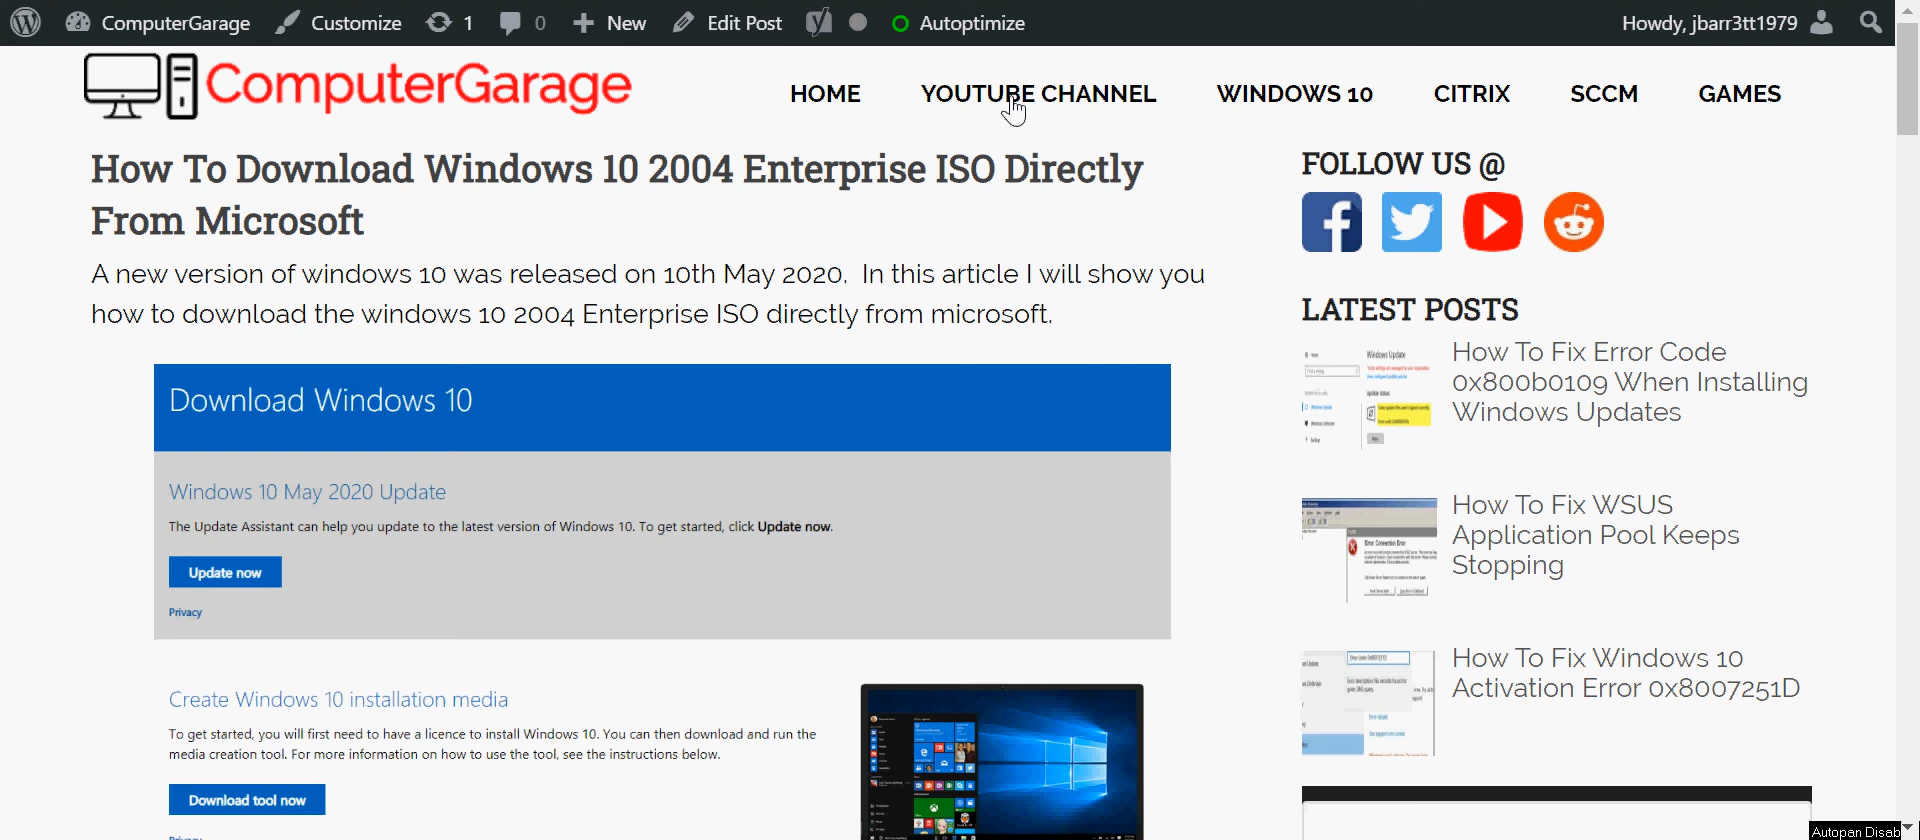 ComputerGarage
Customize
1
0
New
Edit Post
Autoptimize
Howdy, jbarr3tt1979
ComputerGarage
HOME
YOUTUBE CHANNEL
WINDOWS 10
CITRIX
SCCM
GAMES
How To Download Windows 10 2004 Enterprise ISO Directly
From Microsoft
A new version of windows 10 was released on 10th May 2020. In this article I will show you
how to download the windows 10 2004 Enterprise ISO directly from microsoft.
Download Windows 10
Windows 10 May 2020 Update
The Update Assistant can help you update to the latest version of Windows 10. To get started, click Update now.
Update now
Privacy
Create Windows 10 installation media
To get started, you will first need to have a licence to install Windows 10. You can then download and run the
media creation tool. For more information on how to use the tool, see the instructions below.
Download tool now
FOLLOW US @
LATEST POSTS
Windows Update
Update status
How To Fix Error Code
0x800b0109 When Installing
Windows Updates
How To Fix WSUS
Application Pool Keeps
Stopping
How To Fix Windows 10
Activation Error 0x8007251D
Autopan Disab